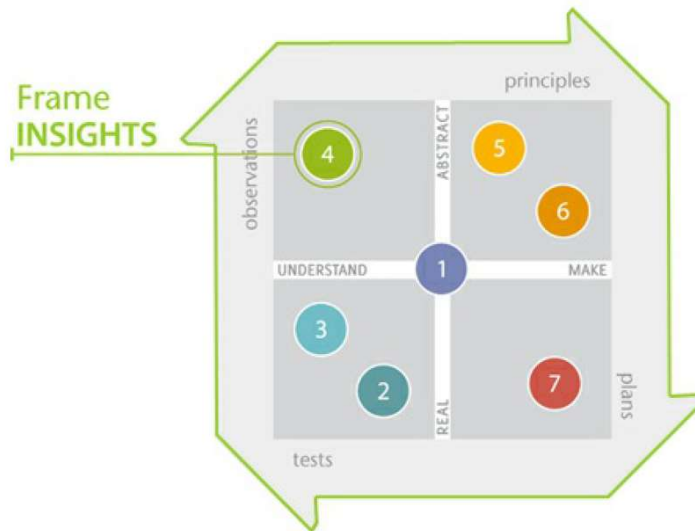 principles
Frame
INSIGHTS
observations
ABSTRACT
4
5
6
UNDERSTAND
1
MAKE
3
2
7
REAL
plans
tests